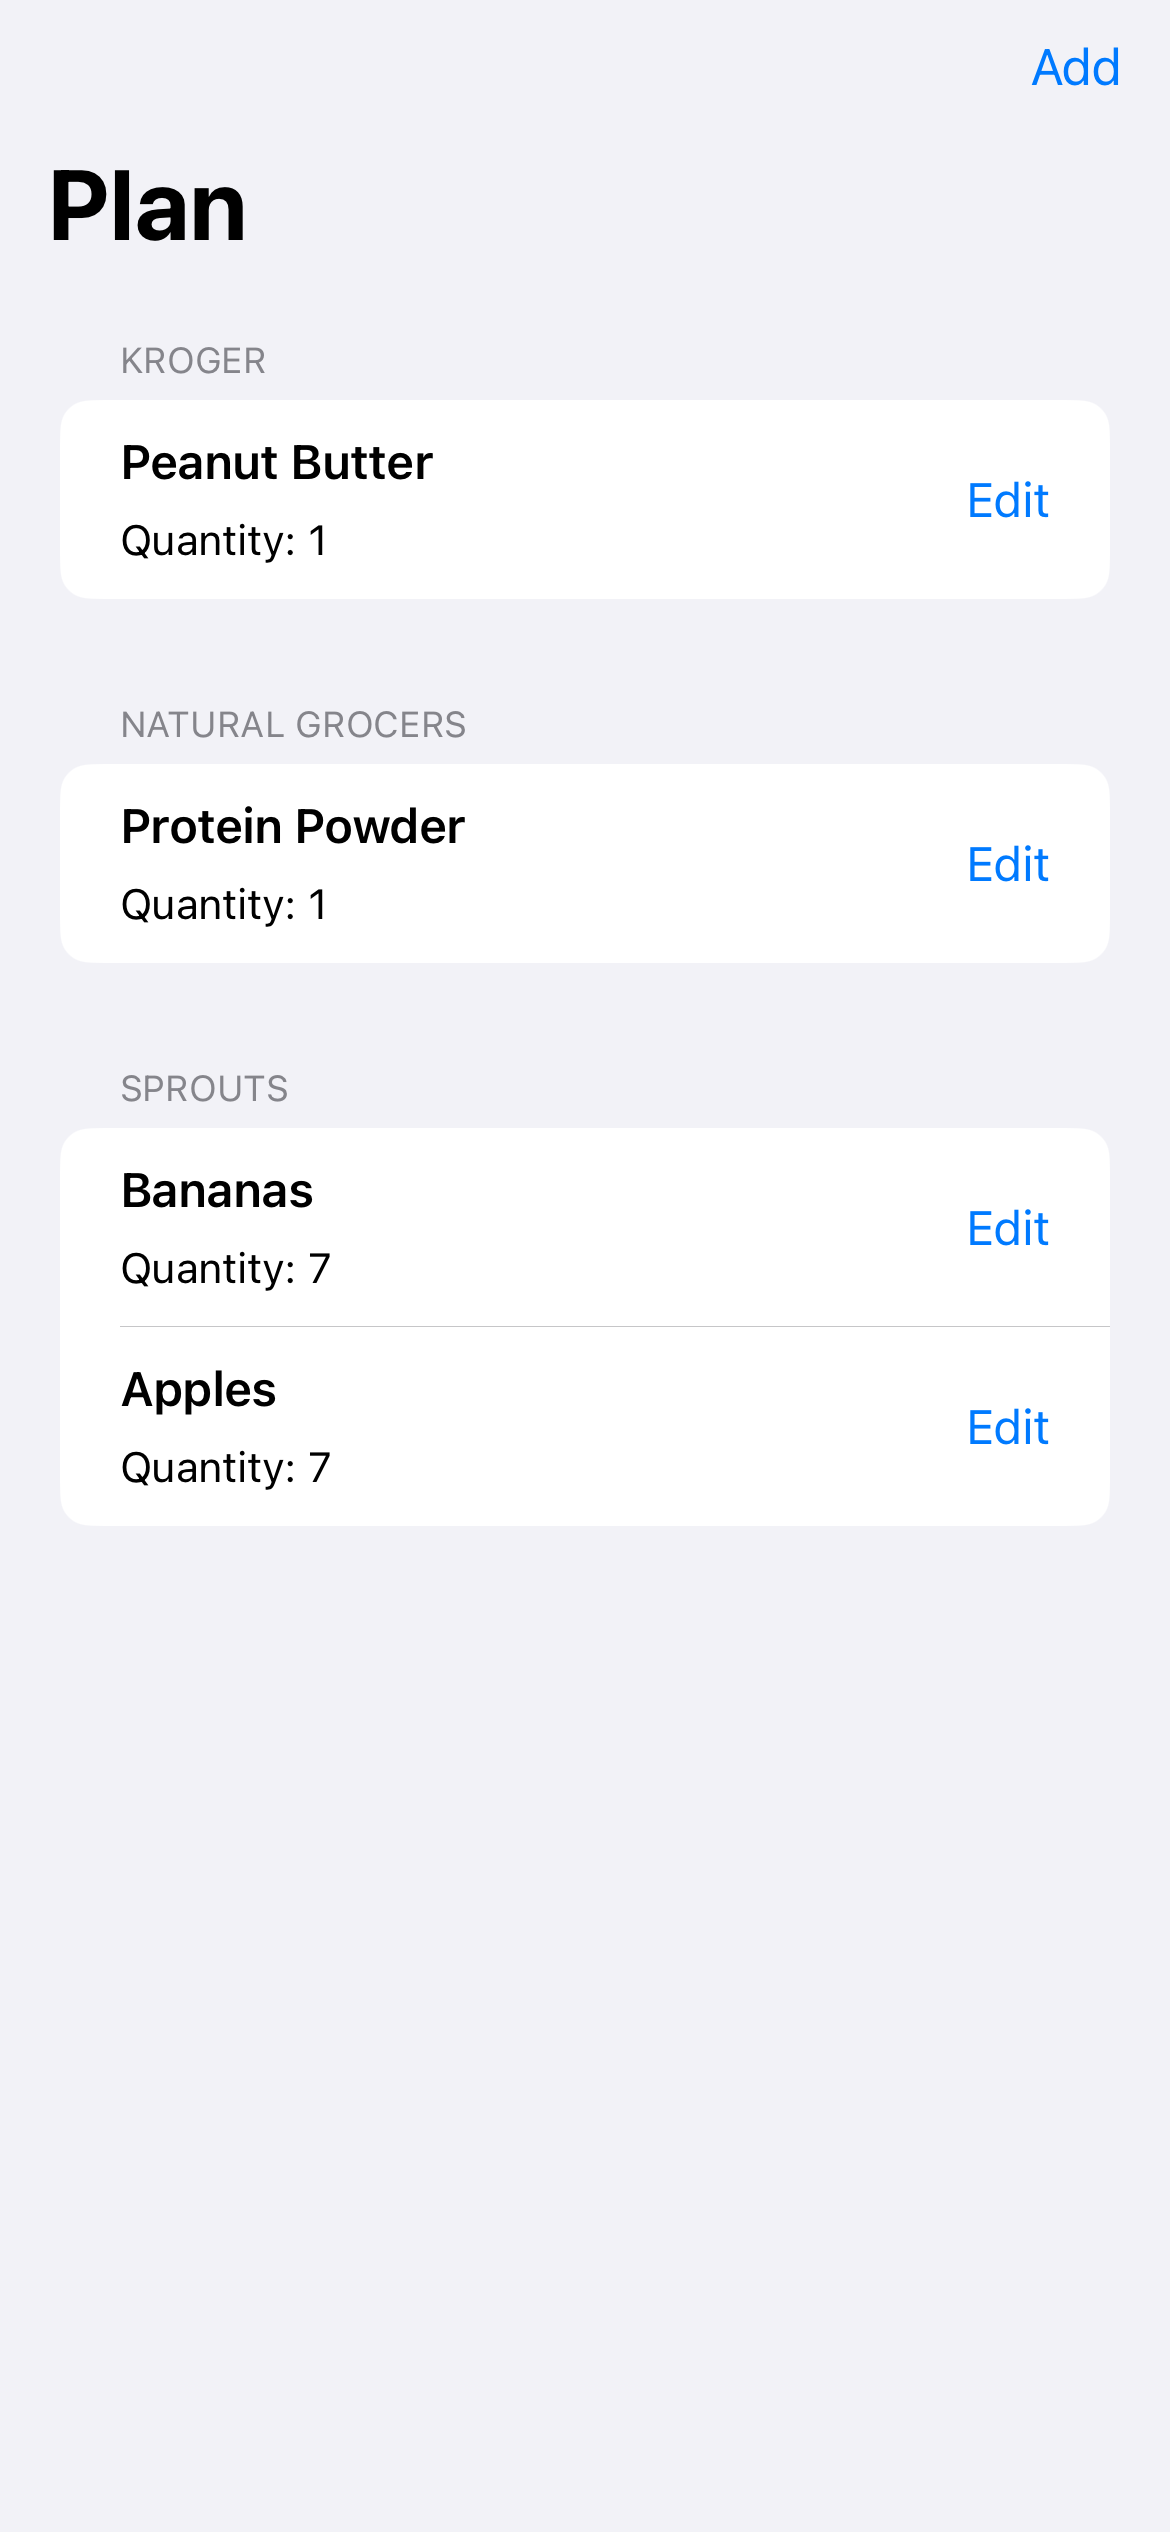 Add
Plan
KROGER
Peanut Butter
Edit
Quantity: 1
NATURAL GROCERS
Protein Powder
Edit
Quantity: 1
SPROUTS
Bananas
Edit
Quantity: 7
Apples
Edit
Quantity: 7